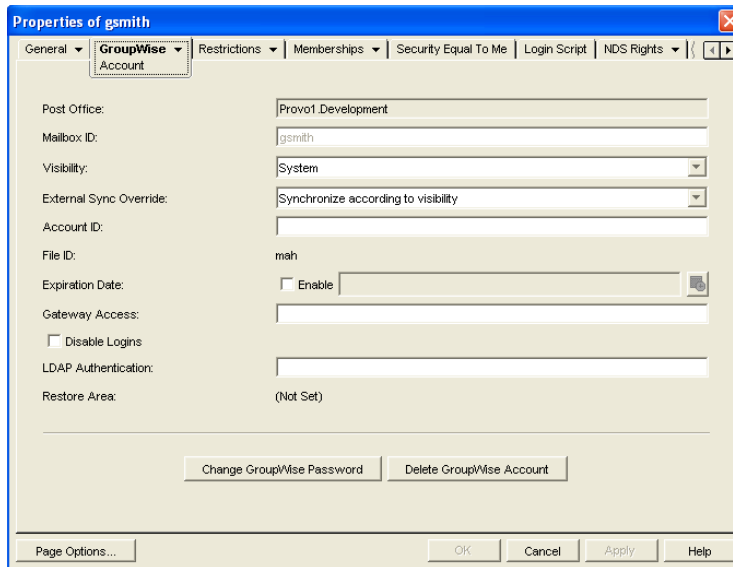 Properties of gsmith
General GroupWise Restrictions Memberships Security Equal To Me Login Script NDS Rights
Account
Post Office: Provo1.Development
Mailbox ID: gsmith
Visibility: System
External Sync Override: Synchronize according to visibility
Account ID:
File ID: mah
Expiration Date: Enable
Gateway Access:
Disable Logins
LDAP Authentication:
Restore Area: (Not Set)
Change GroupWise Password Delete GroupWise Account
Page Options... OK Cancel Apply Help